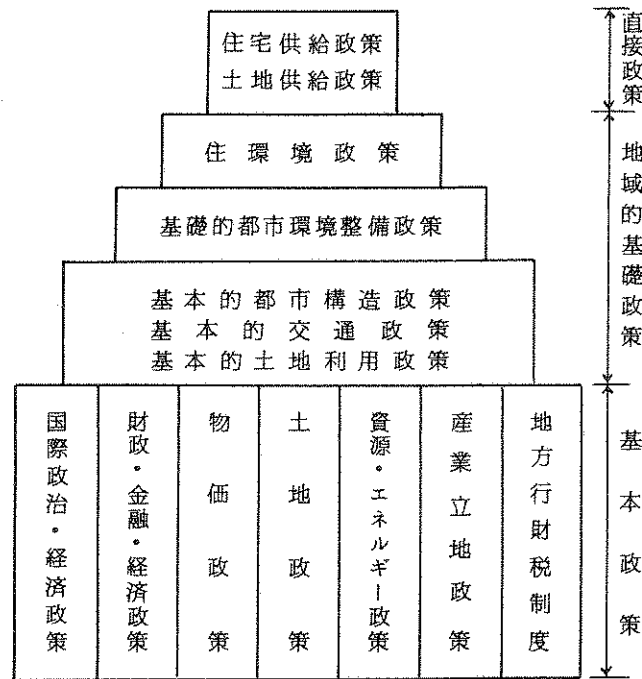 住宅供給政策
土地供給政策
住環境政策
基礎的都市環境整備政策
基本的都市構造政策
基本的交通政策
基本的土地利用政策
国際政治・経済政策
財政・金融・経済政策
物価政策
土地政策
資源・エネルギー政策
産業立地政策
地方行財税制度
直接政策
地域的基礎政策
基本政策